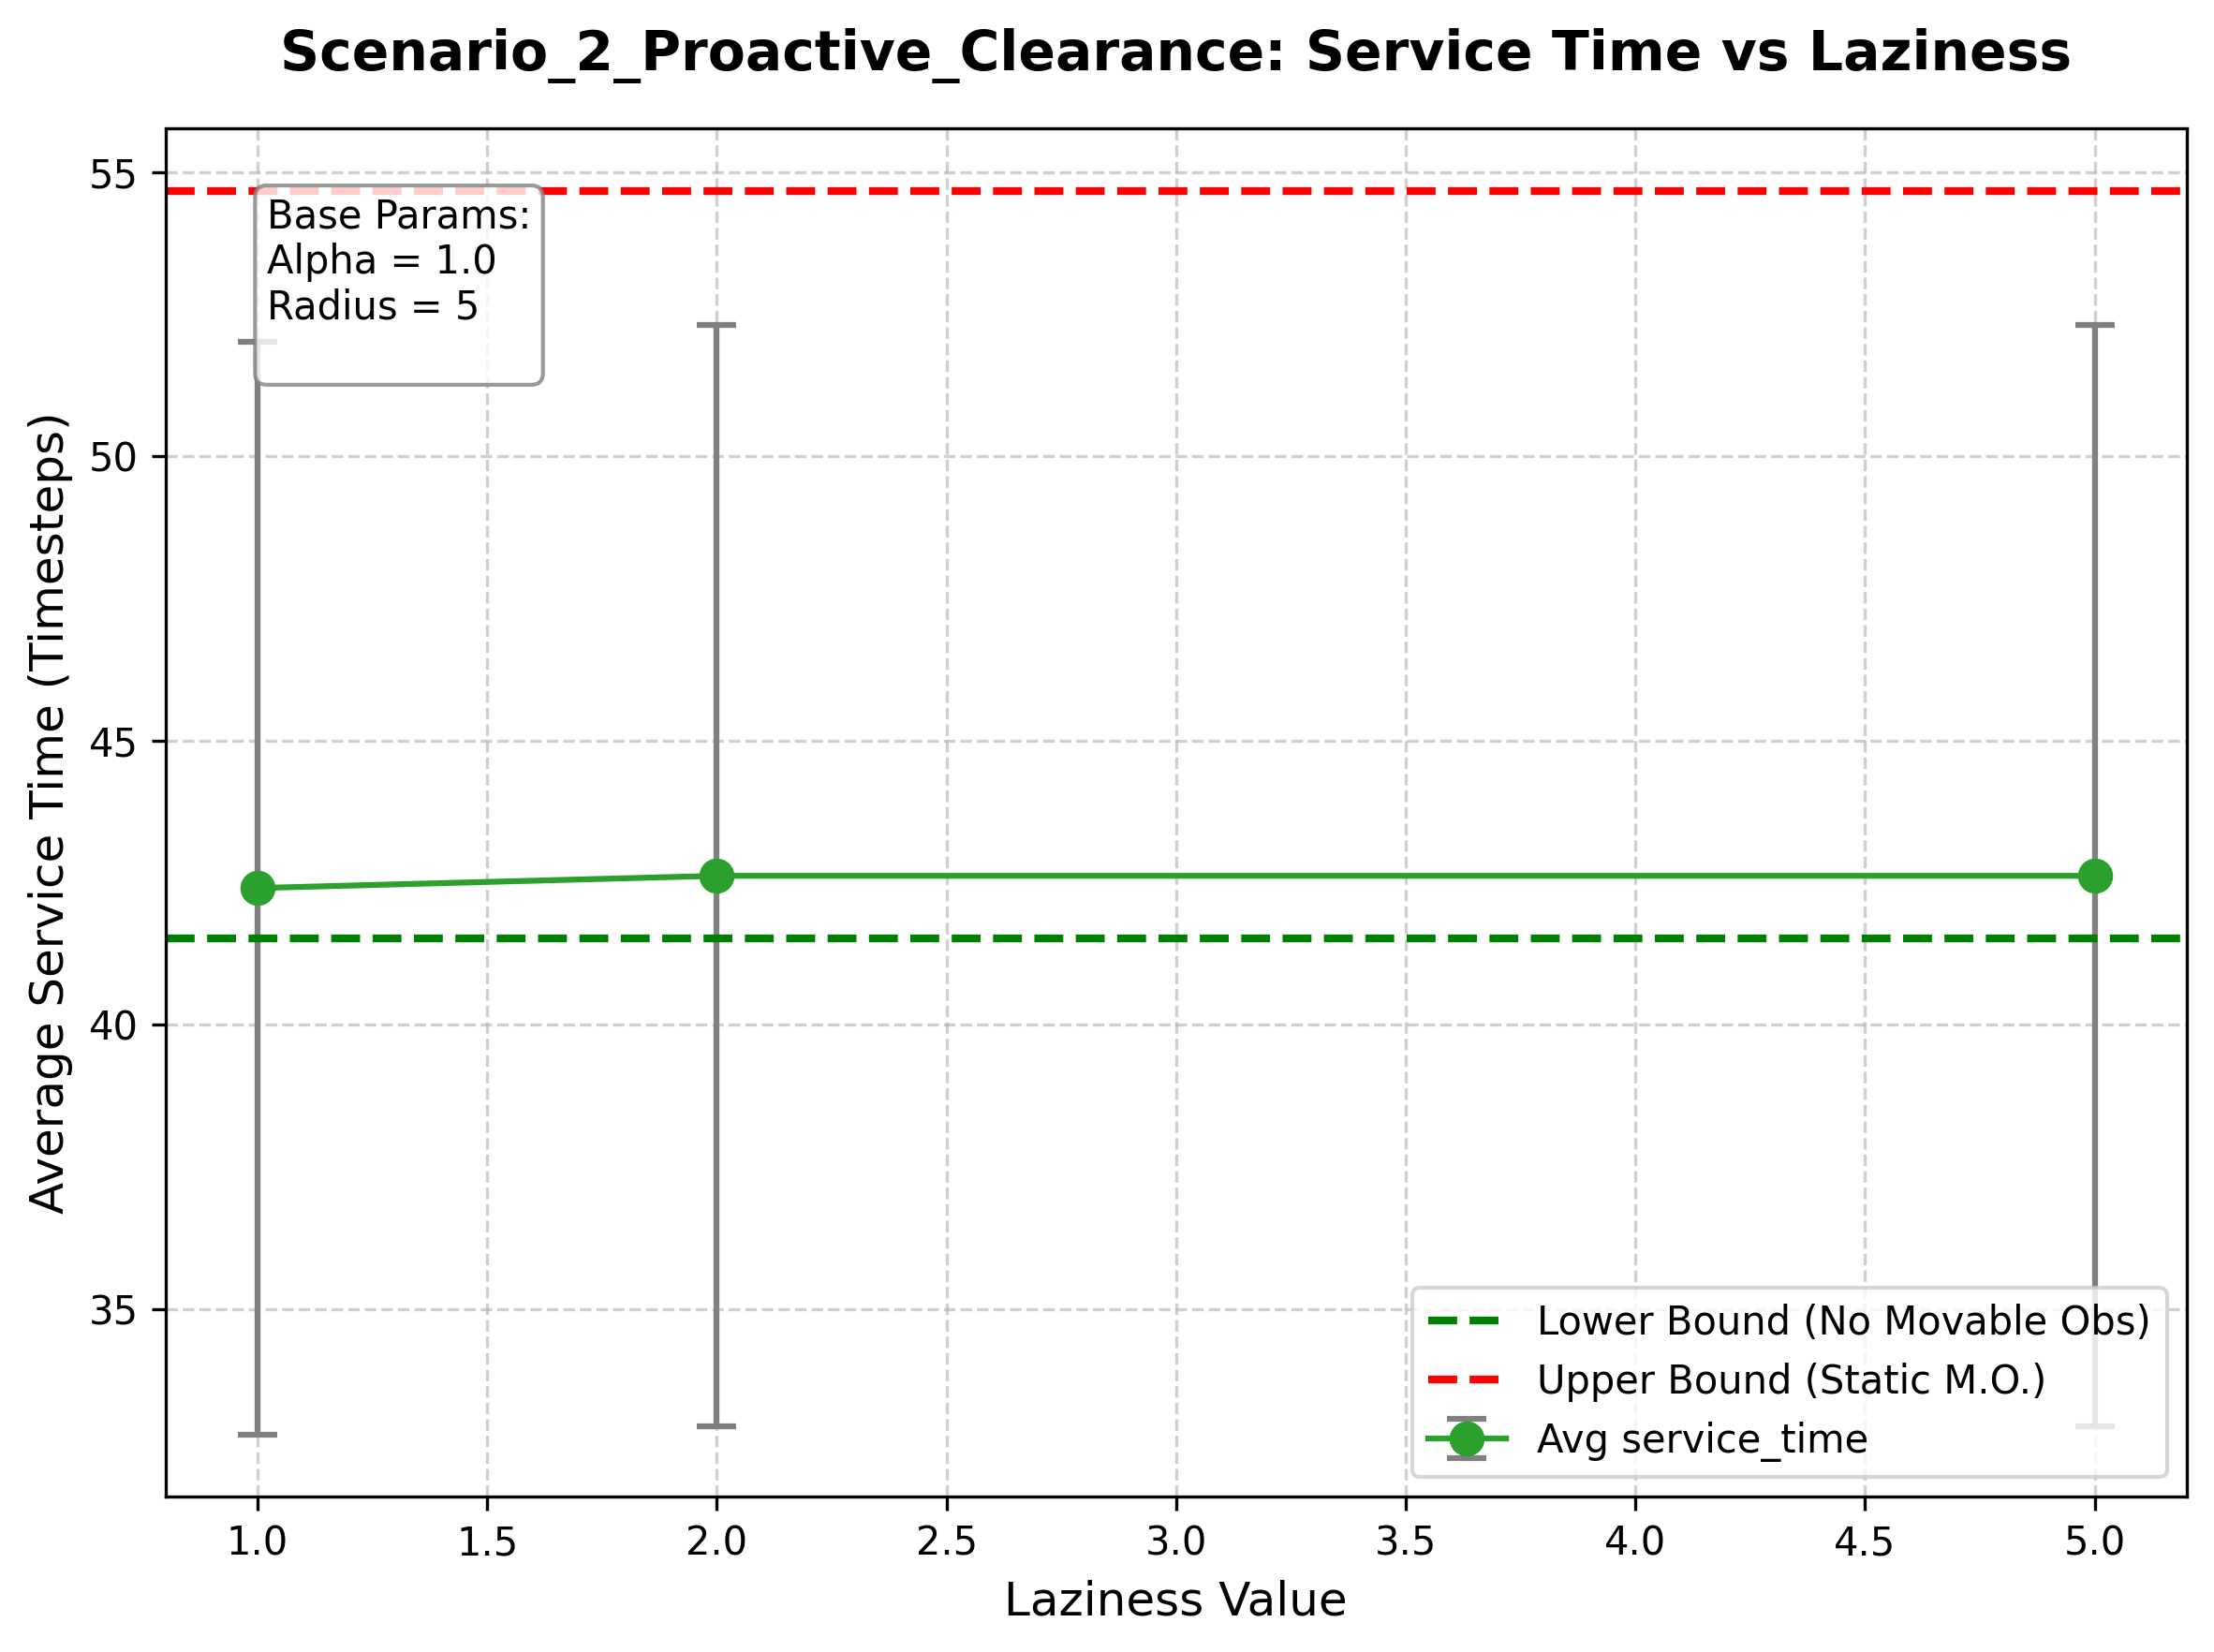 Scenario_2_Proactive_Clearance: Service Time vs Laziness
Average Service Time (Timesteps)
55
50
45
40
35
Base Params:
Alpha = 1.0
Radius = 5
Lower Bound (No Movable Obs)
Upper Bound (Static M.O.)
Avg service_time
1.0 1.5 2.0 2.5 3.0 3.5 4.0 4.5 5.0
Laziness Value